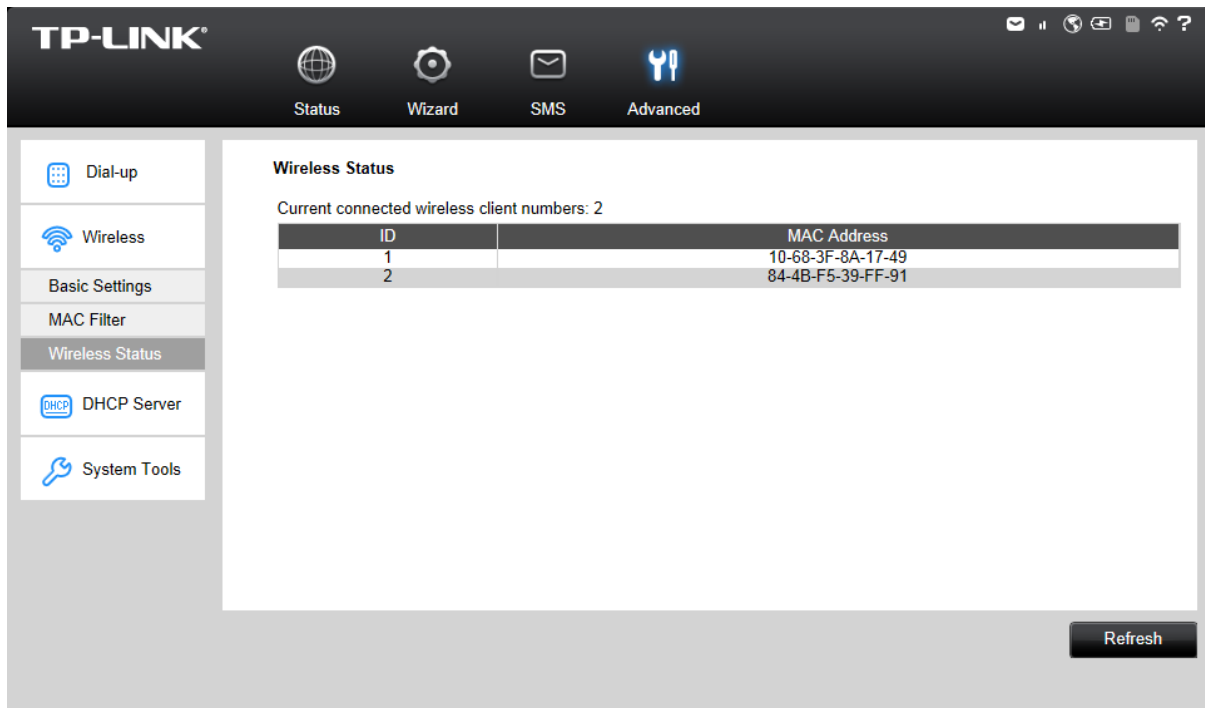 TP-LINK®
?
Status Wizard SMS Advanced
Dial-up
Wireless
Basic Settings
MAC Filter
Wireless Status
DHCP DHCP Server
System Tools
Wireless Status
Current connected wireless client numbers: 2
ID MAC Address
1 10-68-3F-8A-17-49
2 84-4B-F5-39-FF-91
Refresh